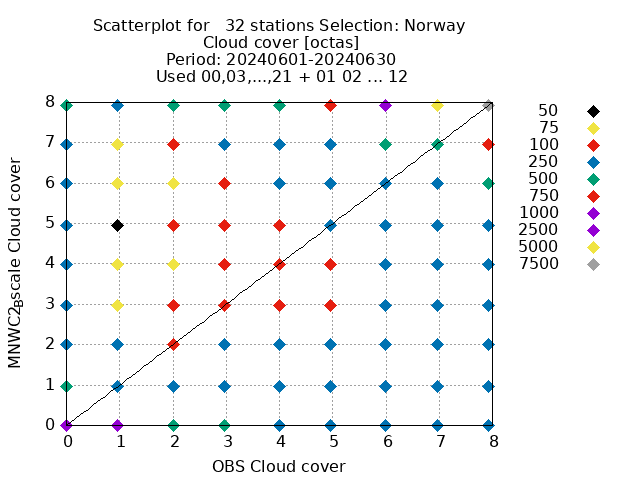 Scatterplot for   32 stations Selection: Norway
Cloud cover [octas]
Period: 20240601-20240630
Used 00,03,...,21 + 01 02 ... 12
MNWC2Bscale Cloud cover
8
7
6
5
4
3
2
1
0
0 1 2 3 4 5 6 7 8
OBS Cloud cover
50
75
100
250
500
750
1000
2500
5000
7500